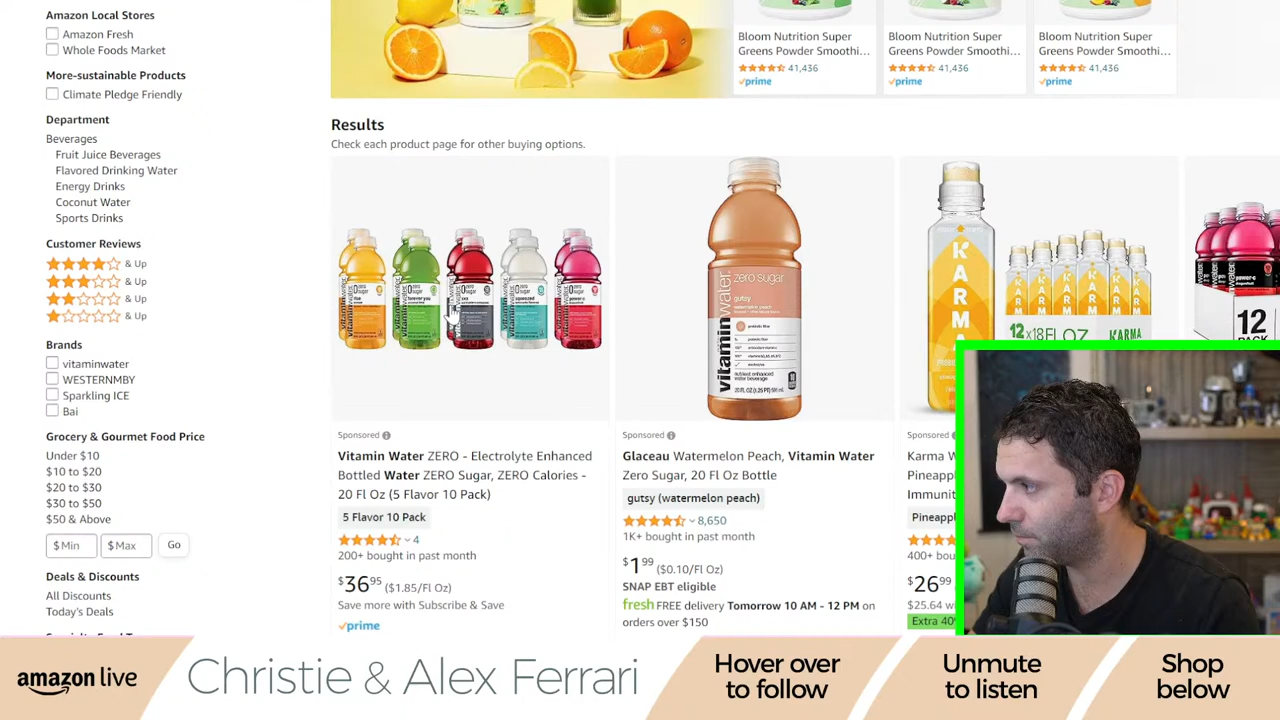 Amazon Local Stores
Amazon Fresh
Whole Foods Market
More-sustainable Products
Climate Pledge Friendly
Department
Beverages
Fruit Juice Beverages
Flavored Drinking Water
Energy Drinks
Coconut Water
Sports Drinks
Customer Reviews
& Up
& Up
& Up
& Up
Brands
vitaminwater
WESTERNMBY
Sparkling ICE
Bai
Grocery & Gourmet Food Price
Under $10
$10 to $20
$20 to $30
$30 to $50
$50 & Above
$ Min
$ Max
Go
Deals & Discounts
All Discounts
Today's Deals
Bloom Nutrition Super
Greens Powder Smoothi...
41,436
prime
Bloom Nutrition Super
Greens Powder Smoothi...
41,436
prime
Bloom Nutrition Super
Greens Powder Smoothi...
41,436
prime
Results
Check each product page for other buying options.
vitaminwater
zero sugar
gutsy
KARMA
12x18 FL OZ
KARMA
12
PACK
Sponsored
Vitamin Water ZERO - Electrolyte Enhanced
Bottled Water ZERO Sugar, ZERO Calories -
20 Fl Oz (5 Flavor 10 Pack)
5 Flavor 10 Pack
4
200+ bought in past month
$36 95 ($1.85/Fl Oz)
Save more with Subscribe & Save
prime
Sponsored
Glaceau Watermelon Peach, Vitamin Water
Zero Sugar, 20 Fl Oz Bottle
gutsy (watermelon peach)
8,650
1K+ bought in past month
$1 99 ($0.10/Fl Oz)
SNAP EBT eligible
fresh FREE delivery Tomorrow 10 AM - 12 PM on
orders over $150
Sponsored
Karma W
Pineapp
Immunit
Pineappl
400+ bou
$26 99
$25.64 w
Extra 40
amazon live
Christie & Alex Ferrari
Hover over
to follow
Unmute
to listen
Shop
below